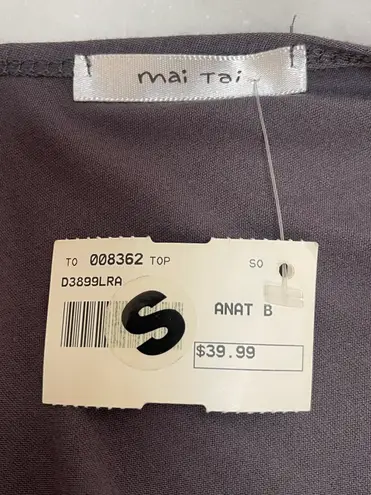 mai Tai
TO 008362 TOP SO
D3899LRA
S
ANAT B
$39.99